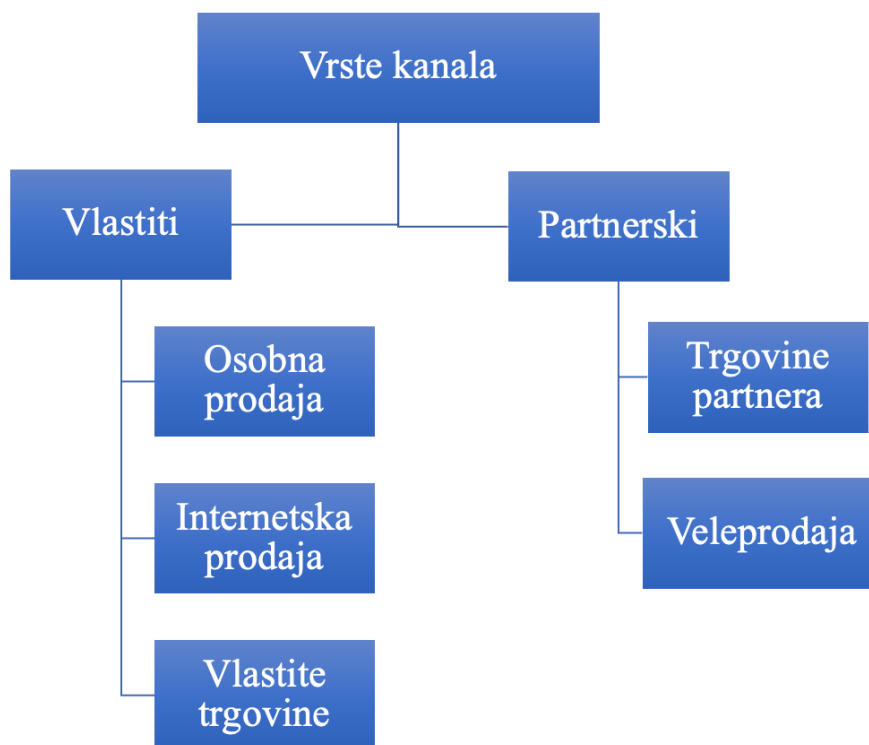 Vrste kanala
Vlastiti
Partnerski
Osobna
prodaja
Internetska
prodaja
Vlastite
trgovine
Trgovine
partnera
Veleprodaja